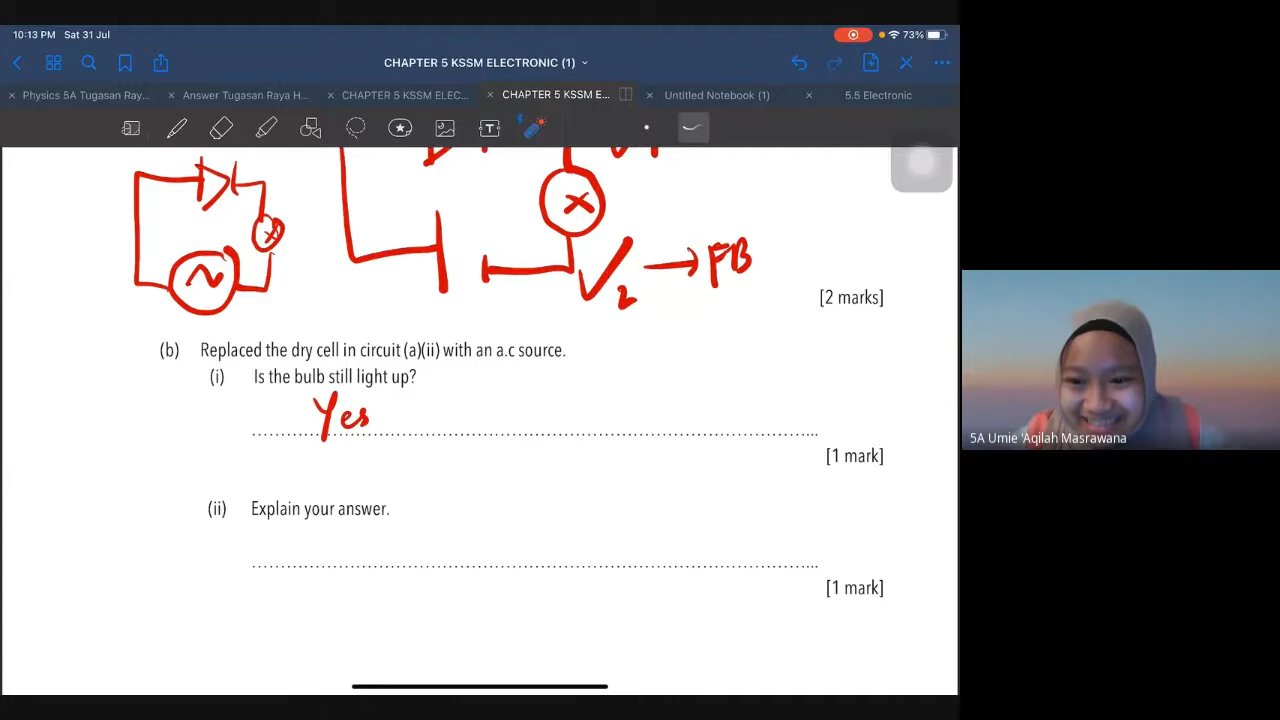 10:13 PM Sat 31 Jul
73%
CHAPTER 5 KSSM ELECTRONIC (1)
Physics 5A Tugasan Ray...
Answer Tugasan Raya H...
CHAPTER 5 KSSM ELEC...
CHAPTER 5 KSSM E...
Untitled Notebook (1)
5.5 Electronic
FB
2
[2 marks]
(b) Replaced the dry cell in circuit (a)(ii) with an a.c source.
(i) Is the bulb still light up?
Yes
[1 mark]
(ii) Explain your answer.
[1 mark]
5A Umie 'Aqilah Masrawana